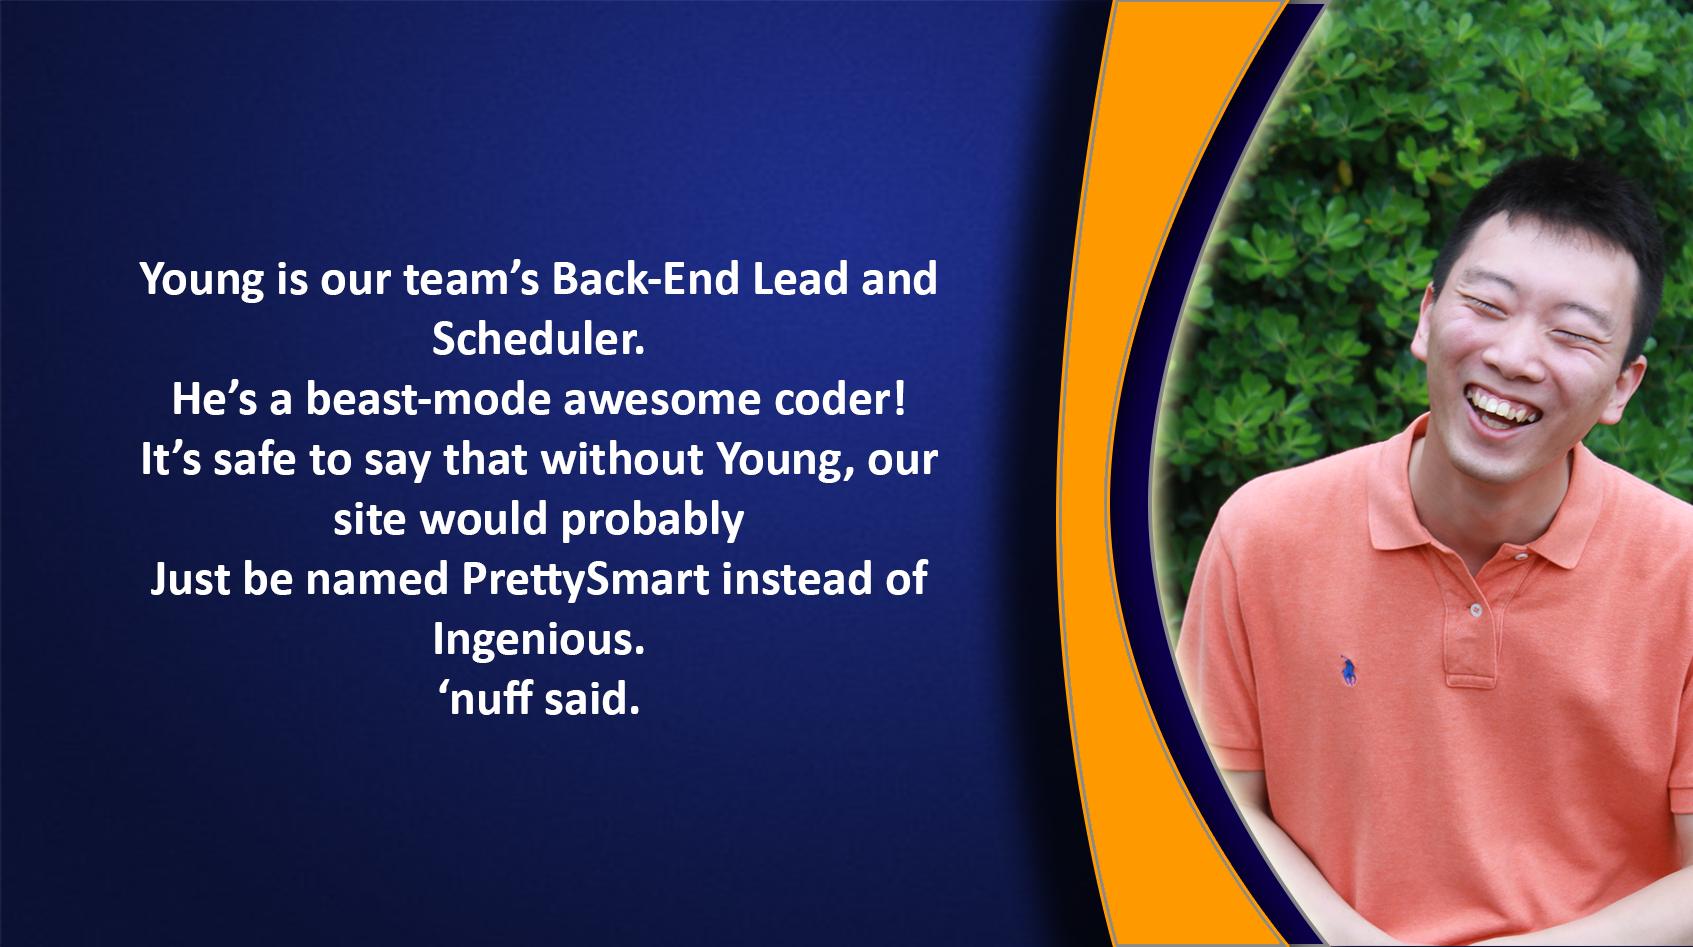 Young is our team’s Back-End Lead and
Scheduler.
He’s a beast-mode awesome coder!
It’s safe to say that without Young, our
site would probably
Just be named PrettySmart instead of
Ingenious.
‘nuff said.